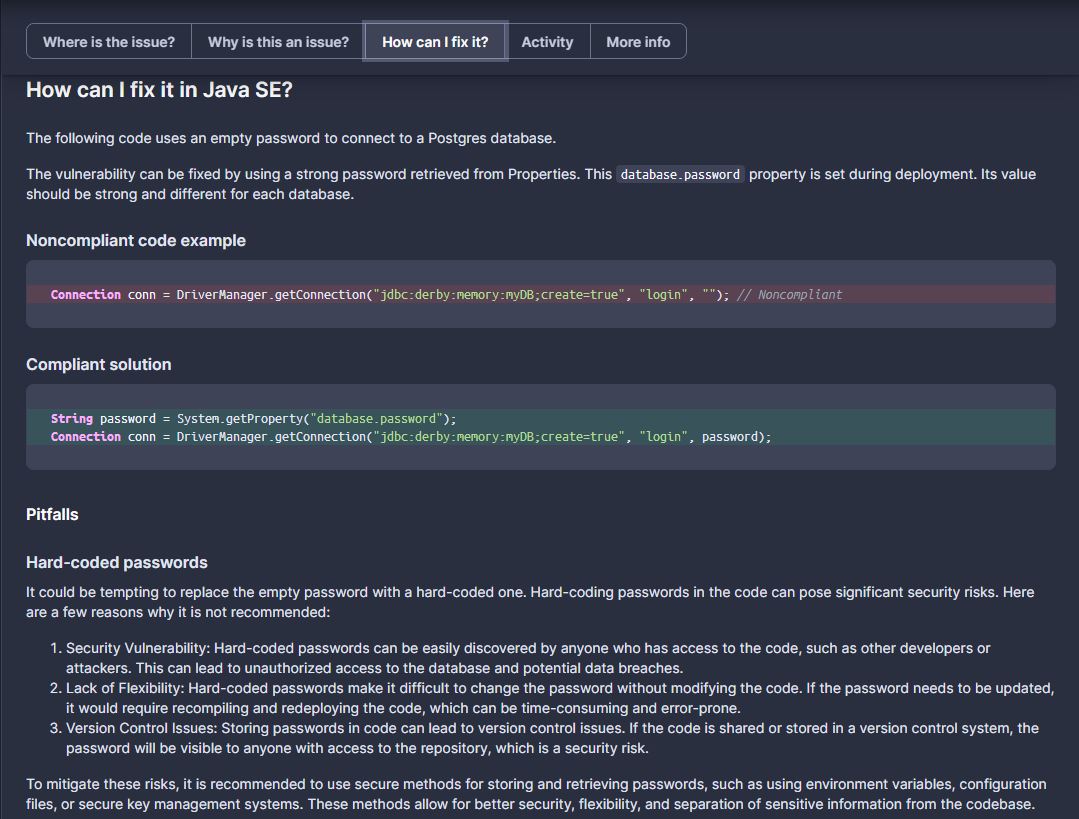 Where is the issue?
Why is this an issue?
How can I fix it?
Activity
More info
How can I fix it in Java SE?
The following code uses an empty password to connect to a Postgres database.
The vulnerability can be fixed by using a strong password retrieved from Properties. This database.password property is set during deployment. Its value
should be strong and different for each database.
Noncompliant code example
Connection conn = DriverManager.getConnection("jdbc:derby:memory:myDB;create=true", "login", ""); // Noncompliant
Compliant solution
String password = System.getProperty("database.password");
Connection conn = DriverManager.getConnection("jdbc:derby:memory:myDB;create=true", "login", password);
Pitfalls
Hard-coded passwords
It could be tempting to replace the empty password with a hard-coded one. Hard-coding passwords in the code can pose significant security risks. Here
are a few reasons why it is not recommended:
1. Security Vulnerability: Hard-coded passwords can be easily discovered by anyone who has access to the code, such as other developers or
attackers. This can lead to unauthorized access to the database and potential data breaches.
2. Lack of Flexibility: Hard-coded passwords make it difficult to change the password without modifying the code. If the password needs to be updated,
it would require recompiling and redeploying the code, which can be time-consuming and error-prone.
3. Version Control Issues: Storing passwords in code can lead to version control issues. If the code is shared or stored in a version control system, the
password will be visible to anyone with access to the repository, which is a security risk.
To mitigate these risks, it is recommended to use secure methods for storing and retrieving passwords, such as using environment variables, configuration
files, or secure key management systems. These methods allow for better security, flexibility, and separation of sensitive information from the codebase.